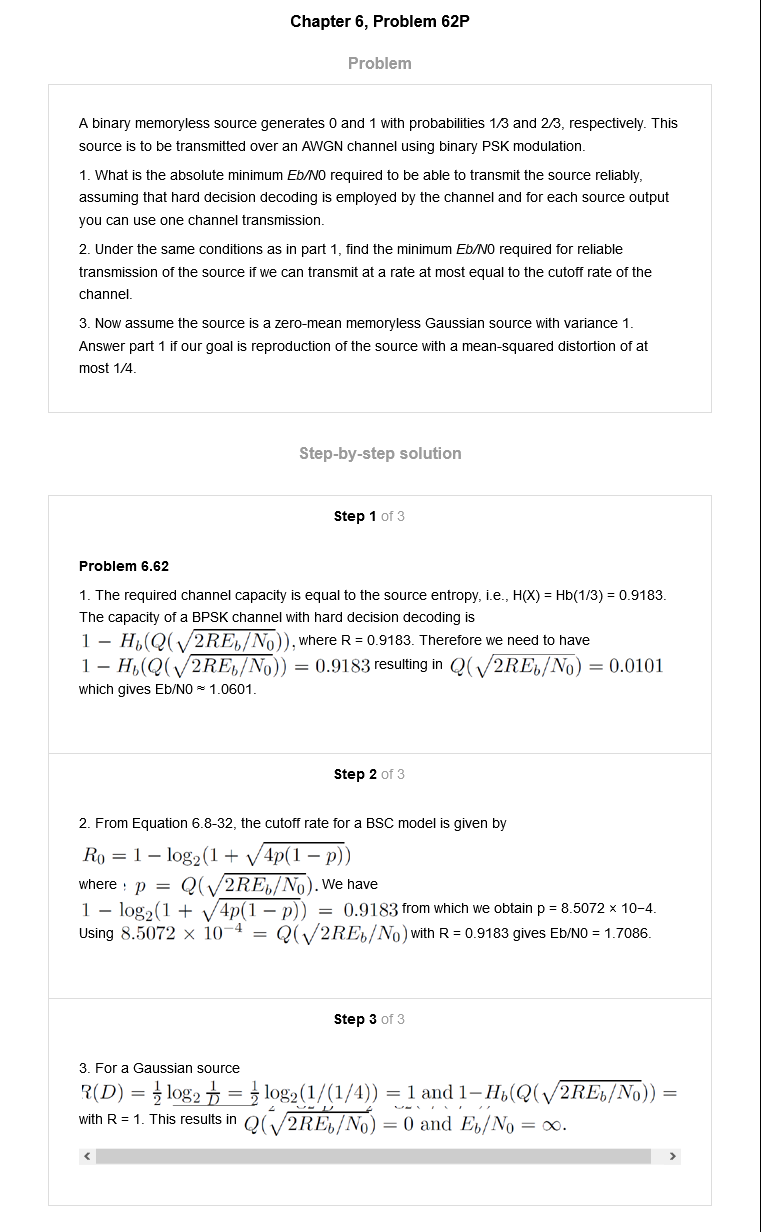 Chapter 6, Problem 62P
Problem
A binary memoryless source generates 0 and 1 with probabilities 1/3 and 2/3, respectively. This
source is to be transmitted over an AWGN channel using binary PSK modulation.
1. What is the absolute minimum Eb/N0 required to be able to transmit the source reliably,
assuming that hard decision decoding is employed by the channel and for each source output
you can use one channel transmission.
2. Under the same conditions as in part 1, find the minimum Eb/N0 required for reliable
transmission of the source if we can transmit at a rate at most equal to the cutoff rate of the
channel.
3. Now assume the source is a zero-mean memoryless Gaussian source with variance 1.
Answer part 1 if our goal is reproduction of the source with a mean-squared distortion of at
most 1/4.
Step-by-step solution
Step 1 of 3
Problem 6.62
1. The required channel capacity is equal to the source entropy, i.e., H(X) = Hb(1/3) = 0.9183.
The capacity of a BPSK channel with hard decision decoding is
1 − H_b(Q(√(2RE_b/N_0))), where R = 0.9183. Therefore we need to have
1 − H_b(Q(√(2RE_b/N_0))) = 0.9183 resulting in Q(√(2RE_b/N_0)) = 0.0101
which gives Eb/N0 ≈ 1.0601.
Step 2 of 3
2. From Equation 6.8-32, the cutoff rate for a BSC model is given by
R_0 = 1 − log_2(1 + √(4p(1 − p)))
where : p = Q(√(2RE_b/N_0)). We have
1 − log_2(1 + √(4p(1 − p))) = 0.9183 from which we obtain p = 8.5072 × 10−4.
Using 8.5072 × 10^−4 = Q(√2RE_b/N_0) with R = 0.9183 gives Eb/N0 = 1.7086.
Step 3 of 3
3. For a Gaussian source
R(D) = 1/2 log_2 1/D = 1/2 log_2(1/(1/4)) = 1 and 1−H_b(Q(√(2RE_b/N_0))) =
with R = 1. This results in Q(√(2RE_b/N_0)) = 0 and E_b/N_0 = ∞.